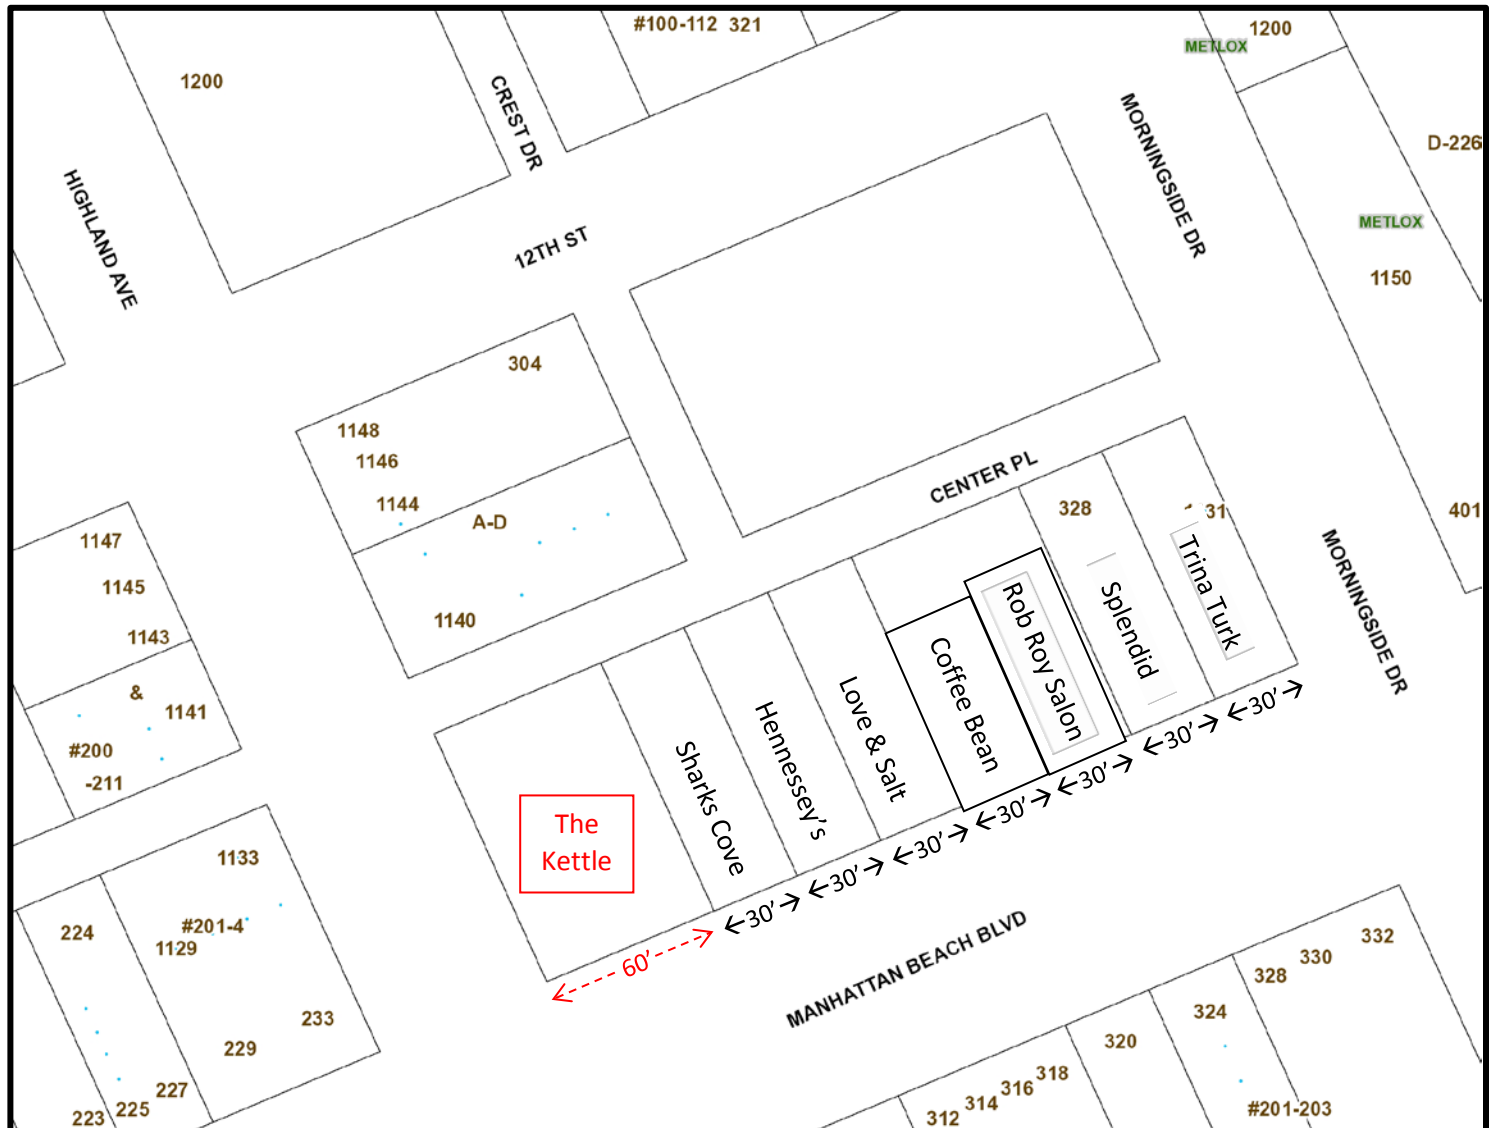 #100-112 321
1200
METLOX
1200
CREST DR
MORNINGSIDE DR
D-226
HIGHLAND AVE
METLOX
12TH ST
1150
304
1148
1146
1144
A-D
CENTER PL
328
31
401
1147
1145
1143
1140
Trina Turk
MORNINGSIDE DR
Splendid
Rob Roy Salon
Coffee Bean
Love & Salt
Hennessey's
Sharks Cove
&
1141
#200
-211
The
Kettle
30'
30'
30'
30'
30'
30'
30'
60'
1133
224
#201-4
1129
233
229
227
225
223
MANHATTAN BEACH BLVD
332
330
328
324
320
318
316
314
312
#201-203